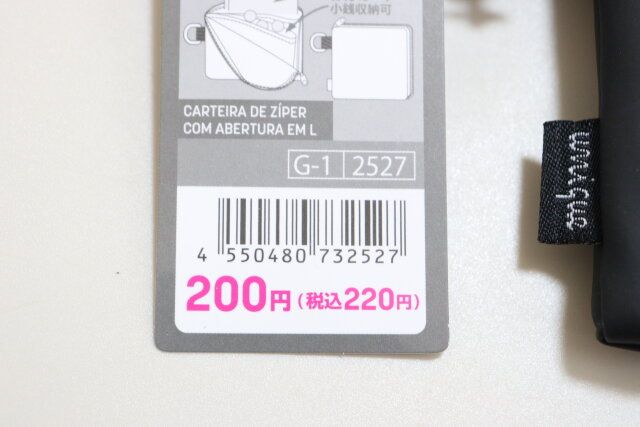 小銭収納可
CARTEIRA DE ZÍPER
COM ABERTURA EM L
G-1 2527
4 550480 732527
200円(税込220円)